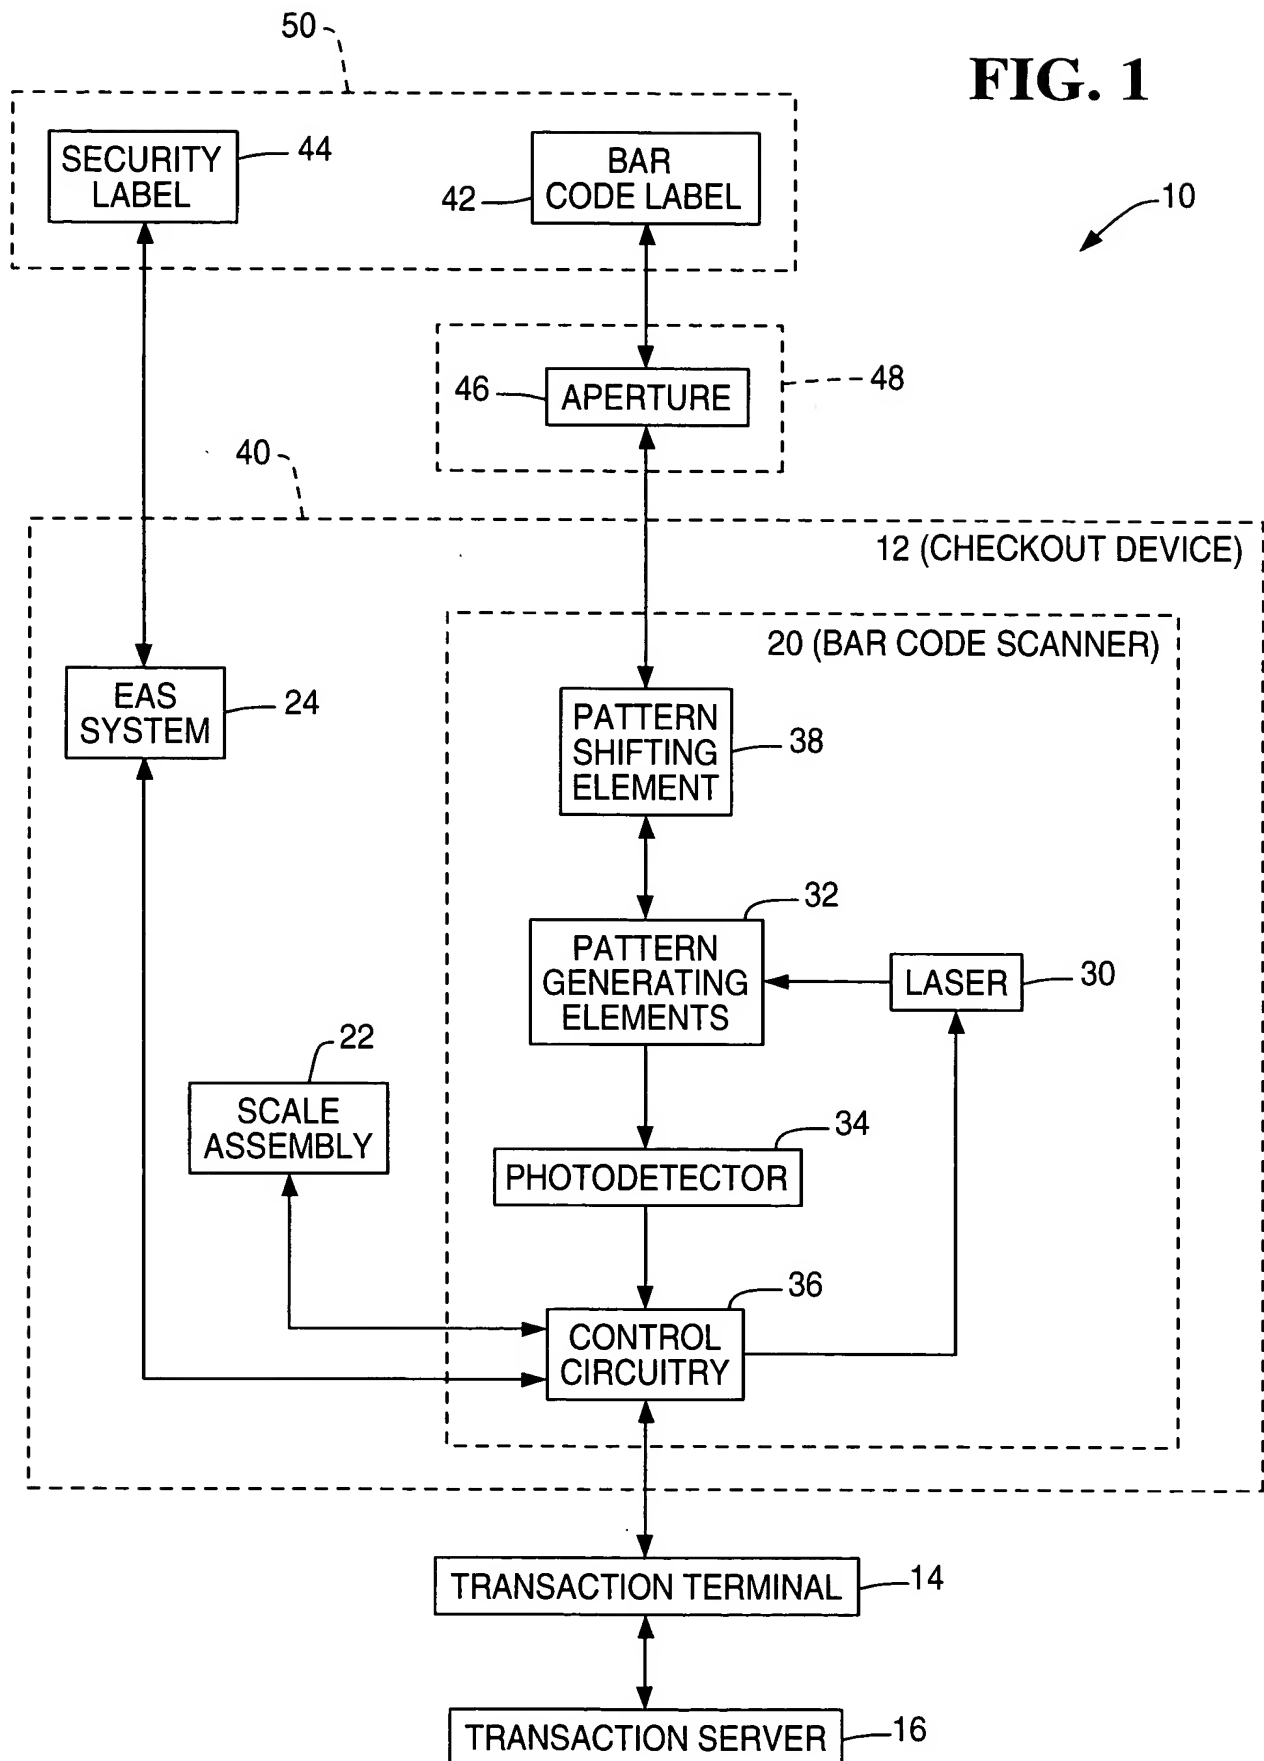 50
FIG. 1
SECURITY
LABEL
44
BAR
CODE LABEL
42
10
46
APERTURE
48
40
12 (CHECKOUT DEVICE)
20 (BAR CODE SCANNER)
EAS
SYSTEM
24
PATTERN
SHIFTING
ELEMENT
38
32
PATTERN
GENERATING
ELEMENTS
LASER
30
22
SCALE
ASSEMBLY
34
PHOTODETECTOR
36
CONTROL
CIRCUITRY
TRANSACTION TERMINAL
14
TRANSACTION SERVER
16